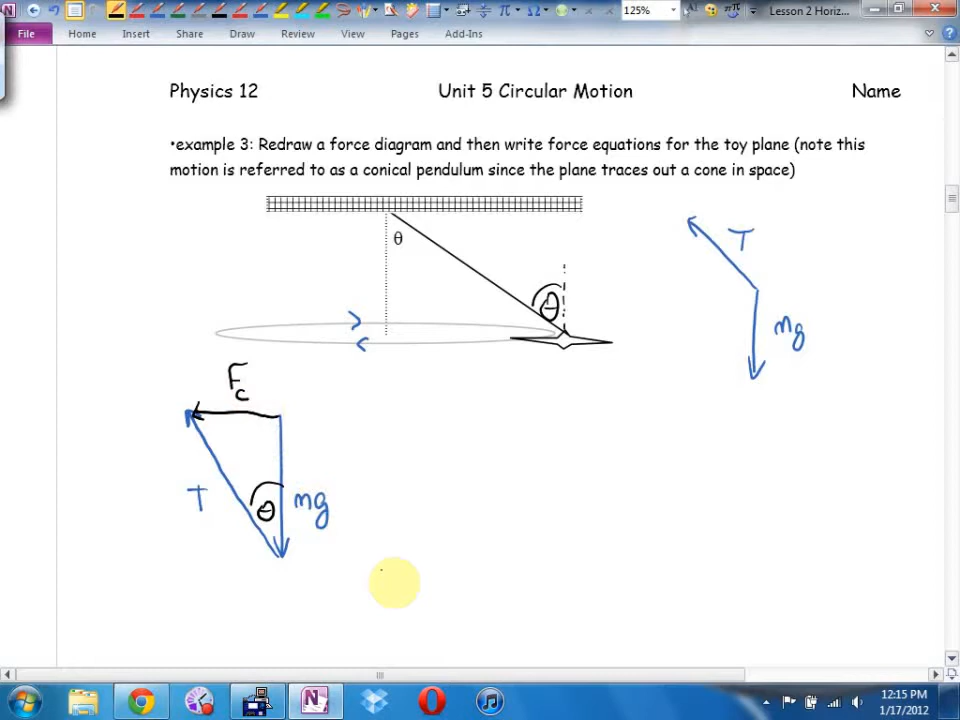 125%
Lesson 2 Horiz...
File Home Insert Share Draw Review View Pages Add-Ins
Physics 12 Unit 5 Circular Motion Name
•example 3: Redraw a force diagram and then write force equations for the toy plane (note this
motion is referred to as a conical pendulum since the plane traces out a cone in space)
θ
θ
T
mg
Fc
T
θ
mg
12:15 PM
1/17/2012